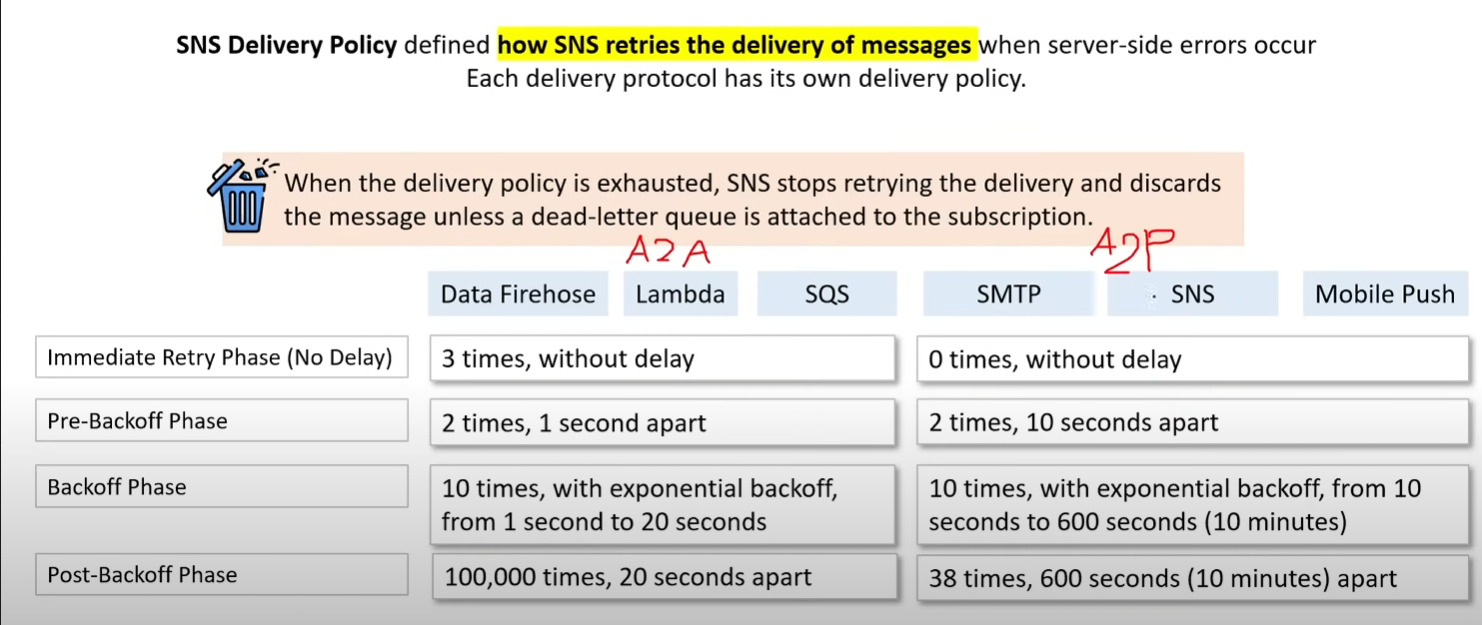 SNS Delivery Policy defined how SNS retries the delivery of messages when server-side errors occur
Each delivery protocol has its own delivery policy.
When the delivery policy is exhausted, SNS stops retrying the delivery and discards
the message unless a dead-letter queue is attached to the subscription.
A2A A2P
Data Firehose Lambda SQS SMTP SNS Mobile Push
Immediate Retry Phase (No Delay) 3 times, without delay 0 times, without delay
Pre-Backoff Phase 2 times, 1 second apart 2 times, 10 seconds apart
Backoff Phase 10 times, with exponential backoff, 10 times, with exponential backoff, from 10
from 1 second to 20 seconds seconds to 600 seconds (10 minutes)
Post-Backoff Phase 100,000 times, 20 seconds apart 38 times, 600 seconds (10 minutes) apart